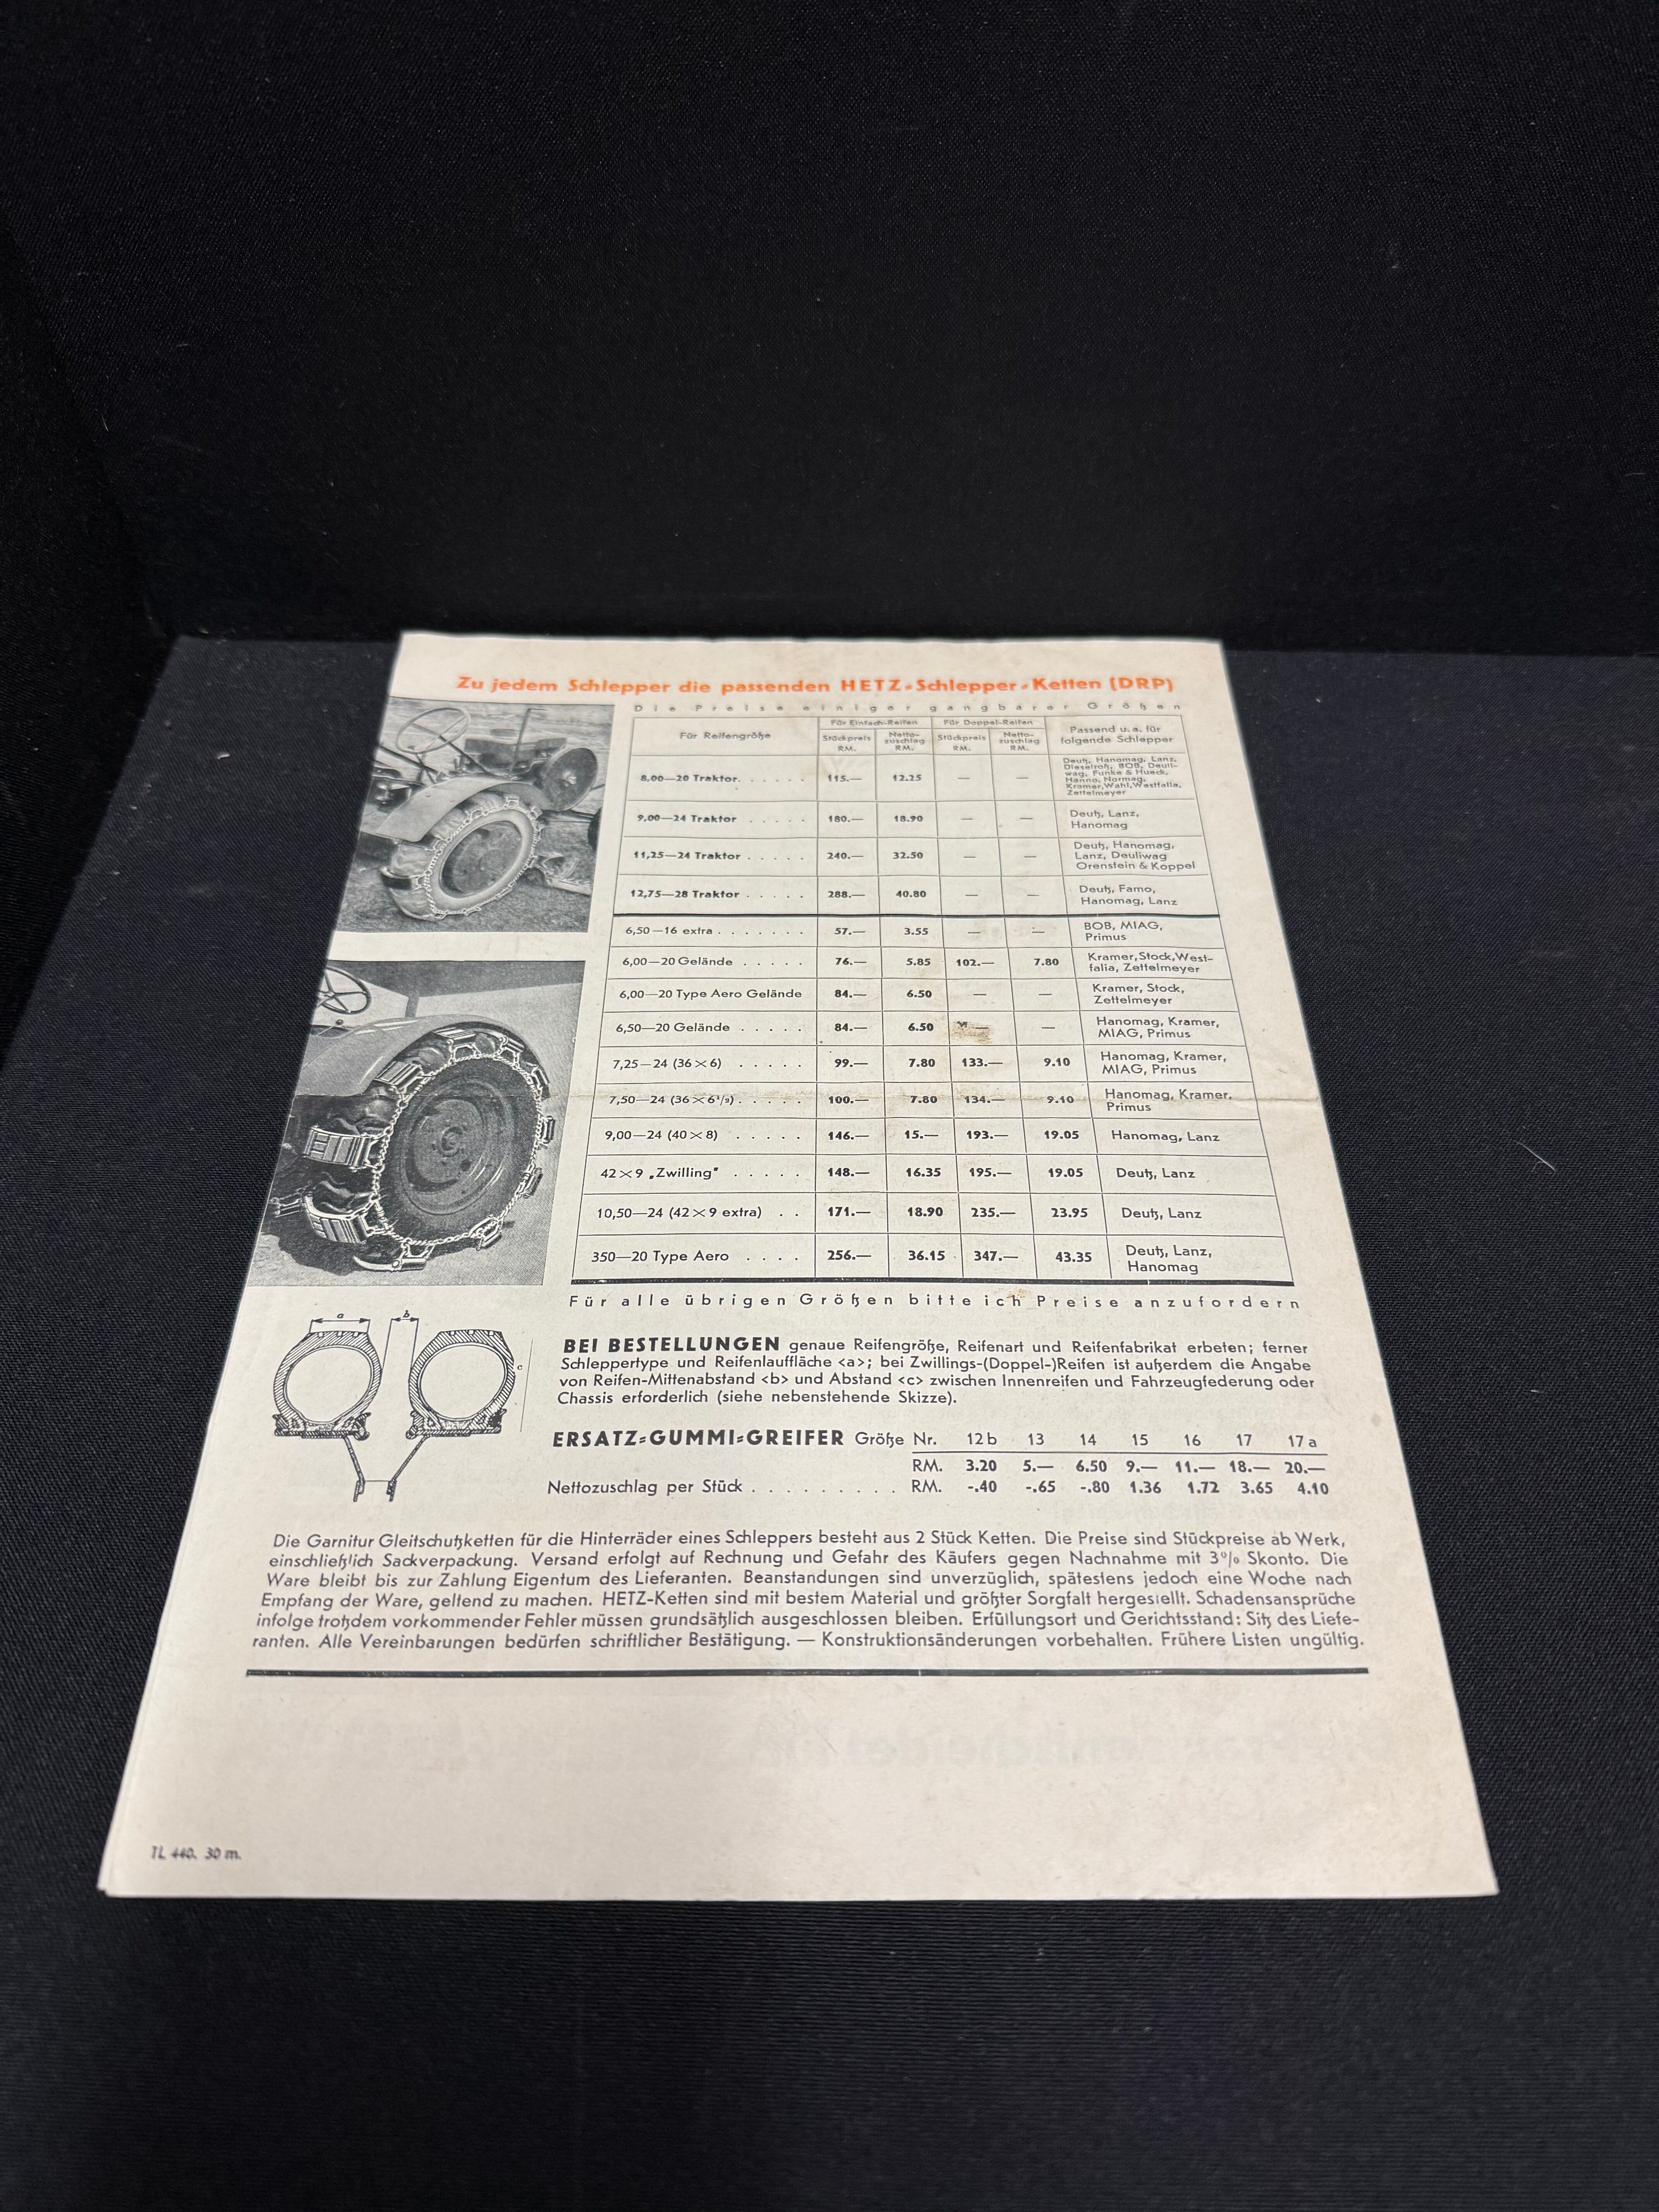 Zu jedem Schlepper die passenden HETZ-Schlepper-Ketten (DRP)
Die Preise einiger gangbarer Größen
Für Reifengröße
Für Einfach-Reifen
Für Doppel-Reifen
Passend u. a. für folgende Schlepper
Stückpreis RM.
Netto-zuschlag RM.
Stückpreis RM.
Netto-zuschlag RM.
8,00—20 Traktor. . . . . . 115.— 12.25 — — Deutz, Hanomag, Lanz,
Dieselroß, BOB, Deuli-
wag, Funke & Hueck,
Hanno, Normag,
Kramer, Wahl, Westfalia,
Zettelmeyer
9,00—24 Traktor . . . . . 180.— 18.90 — — Deutz, Lanz,
Hanomag
11,25—24 Traktor . . . . . 240.— 32.50 — — Deutz, Hanomag,
Lanz, Deuliwag
Orenstein & Koppel
12,75—28 Traktor . . . . . 288.— 40.80 — — Deutz, Famo,
Hanomag, Lanz
6,50—16 extra . . . . . . . 57.— 3.55 — — BOB, MIAG,
Primus
6,00—20 Gelände . . . . . 76.— 5.85 102.— 7.80 Kramer, Stock, West-
falia, Zettelmeyer
6,00—20 Type Aero Gelände 84.— 6.50 — — Kramer, Stock,
Zettelmeyer
6,50—20 Gelände . . . . . 84.— 6.50 — — Hanomag, Kramer,
MIAG, Primus
7,25—24 (36×6) . . . . . 99.— 7.80 133.— 9.10 Hanomag, Kramer,
MIAG, Primus
7,50—24 (36×6¹/₂) . . . . . 100.— 7.80 134.— 9.10 Hanomag, Kramer,
Primus
9,00—24 (40×8) . . . . . 146.— 15.— 193.— 19.05 Hanomag, Lanz
42×9 „Zwilling" . . . . . 148.— 16.35 195.— 19.05 Deutz, Lanz
10,50—24 (42×9 extra) . . 171.— 18.90 235.— 23.95 Deutz, Lanz
350—20 Type Aero . . . . 256.— 36.15 347.— 43.35 Deutz, Lanz,
Hanomag
Für alle übrigen Größen bitte ich Preise anzufordern
a b
c
BEI BESTELLUNGEN genaue Reifengröße, Reifenart und Reifenfabrikat erbeten; ferner
Schleppertype und Reifenlauffläche <a>; bei Zwillings-(Doppel-)Reifen ist außerdem die Angabe
von Reifen-Mittenabstand <b> und Abstand <c> zwischen Innenreifen und Fahrzeugfederung oder
Chassis erforderlich (siehe nebenstehende Skizze).
ERSATZ-GUMMI-GREIFER Größe Nr. 12b 13 14 15 16 17 17a
RM. 3.20 5.— 6.50 9.— 11.— 18.— 20.—
Nettozuschlag per Stück . . . . . . . . . . RM. -.40 -.65 -.80 1.36 1.72 3.65 4.10
Die Garnitur Gleitschutzketten für die Hinterräder eines Schleppers besteht aus 2 Stück Ketten. Die Preise sind Stückpreise ab Werk,
einschließlich Sackverpackung. Versand erfolgt auf Rechnung und Gefahr des Käufers gegen Nachnahme mit 3% Skonto. Die
Ware bleibt bis zur Zahlung Eigentum des Lieferanten. Beanstandungen sind unverzüglich, spätestens jedoch eine Woche nach
Empfang der Ware, geltend zu machen. HETZ-Ketten sind mit bestem Material und größter Sorgfalt hergestellt. Schadensansprüche
infolge trotzdem vorkommender Fehler müssen grundsätzlich ausgeschlossen bleiben. Erfüllungsort und Gerichtsstand: Sitz des Liefe-
ranten. Alle Vereinbarungen bedürfen schriftlicher Bestätigung. — Konstruktionsänderungen vorbehalten. Frühere Listen ungültig.
TL 440. 30 m.